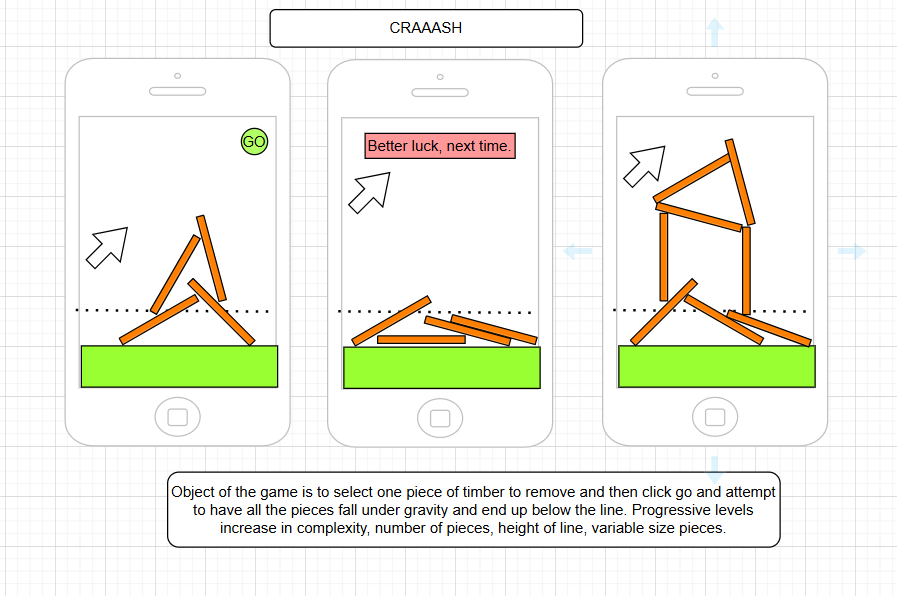 CRAAASH
GO
Better luck, next time.
Object of the game is to select one piece of timber to remove and then click go and attempt
to have all the pieces fall under gravity and end up below the line. Progressive levels
increase in complexity, number of pieces, height of line, variable size pieces.